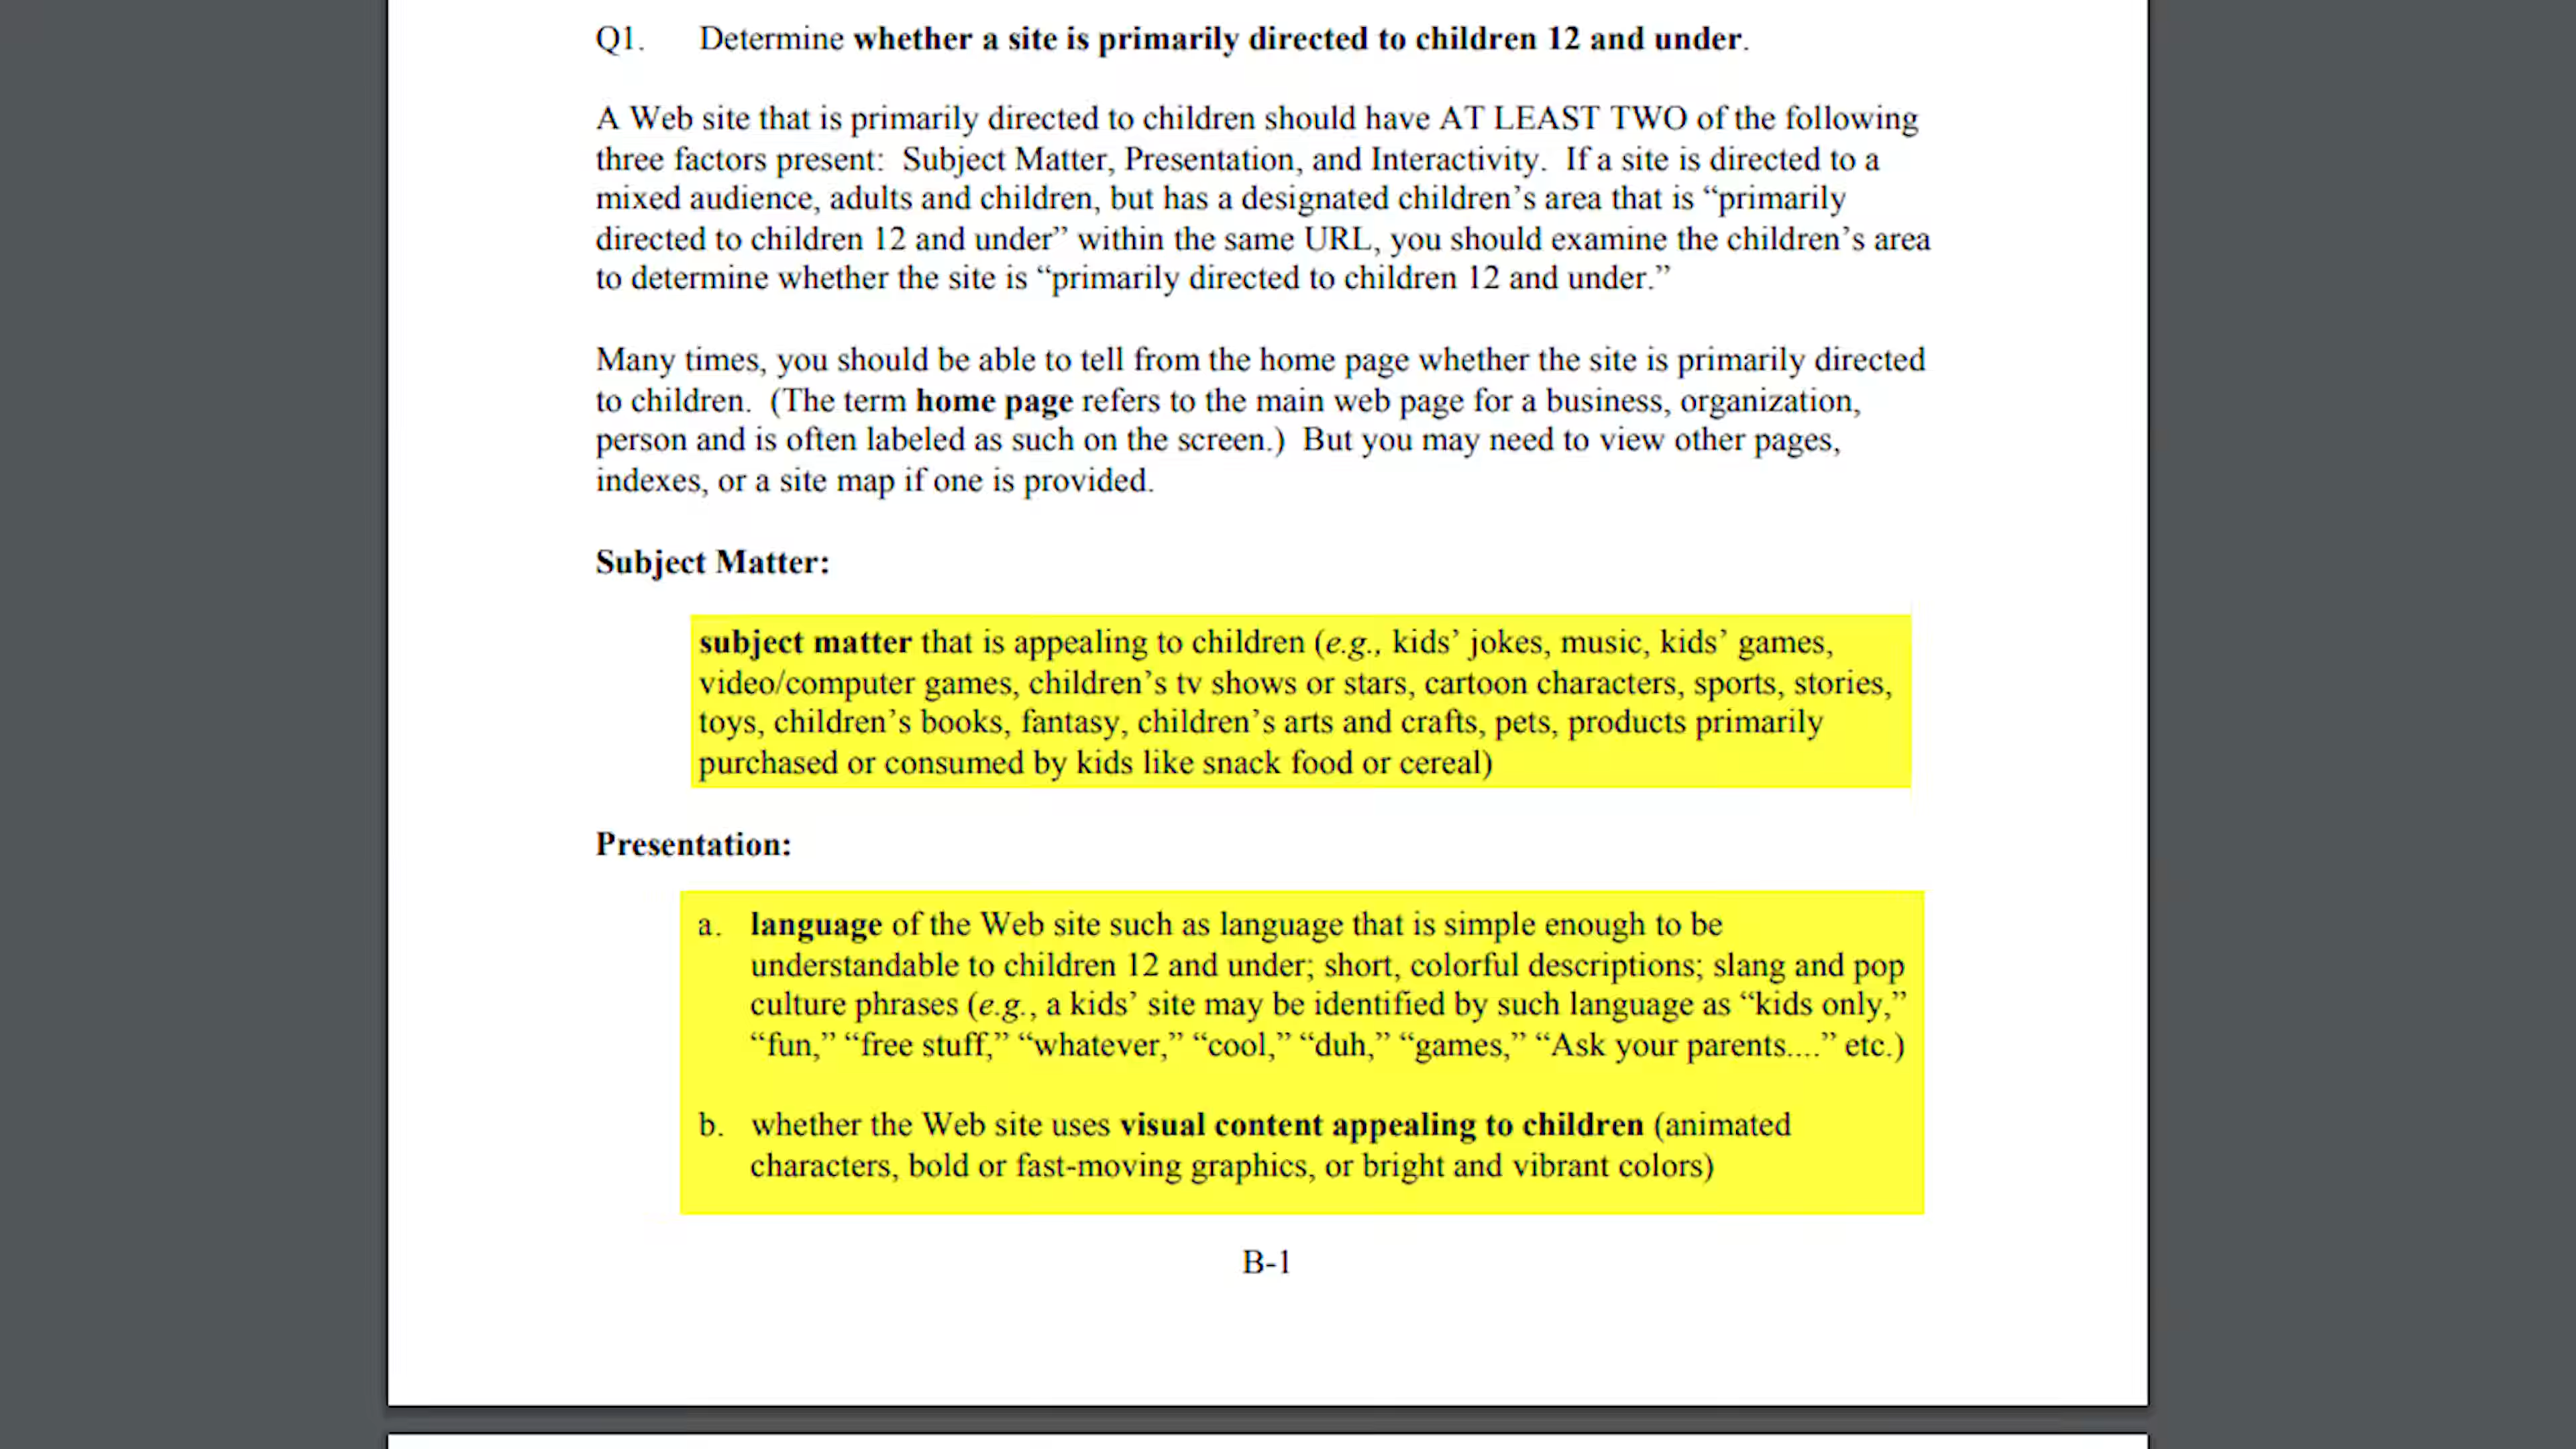 Q1. Determine whether a site is primarily directed to children 12 and under.
A Web site that is primarily directed to children should have AT LEAST TWO of the following
three factors present: Subject Matter, Presentation, and Interactivity. If a site is directed to a
mixed audience, adults and children, but has a designated children’s area that is “primarily
directed to children 12 and under” within the same URL, you should examine the children’s area
to determine whether the site is “primarily directed to children 12 and under.”
Many times, you should be able to tell from the home page whether the site is primarily directed
to children. (The term home page refers to the main web page for a business, organization,
person and is often labeled as such on the screen.) But you may need to view other pages,
indexes, or a site map if one is provided.
Subject Matter:
subject matter that is appealing to children (e.g., kids’ jokes, music, kids’ games,
video/computer games, children’s tv shows or stars, cartoon characters, sports, stories,
toys, children’s books, fantasy, children’s arts and crafts, pets, products primarily
purchased or consumed by kids like snack food or cereal)
Presentation:
a. language of the Web site such as language that is simple enough to be
understandable to children 12 and under; short, colorful descriptions; slang and pop
culture phrases (e.g., a kids’ site may be identified by such language as “kids only,”
“fun,” “free stuff,” “whatever,” “cool,” “duh,” “games,” “Ask your parents....” etc.)
b. whether the Web site uses visual content appealing to children (animated
characters, bold or fast-moving graphics, or bright and vibrant colors)
B-1